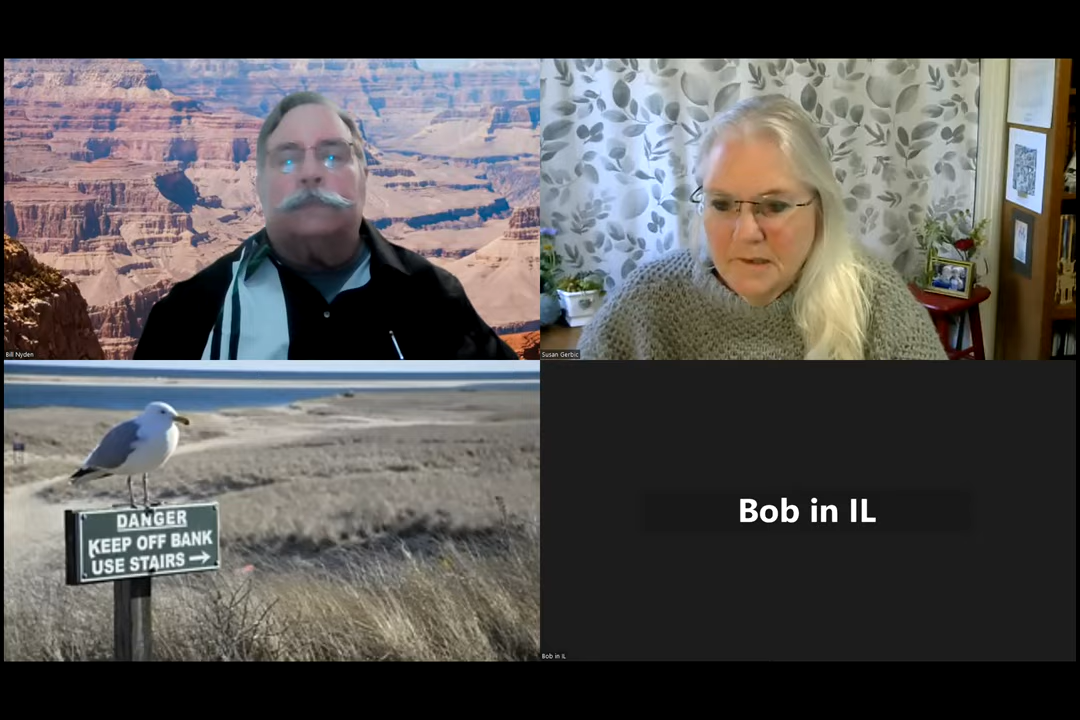 Bill Nyden
Susan Gerbic
DANGER
KEEP OFF BANK
USE STAIRS →
Bob in IL
Bob in IL